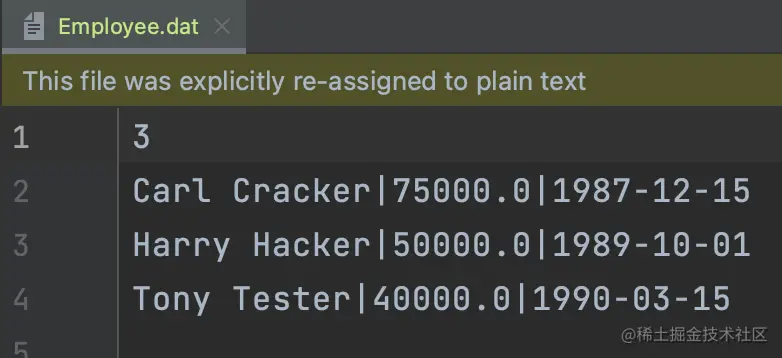 Employee.dat
This file was explicitly re-assigned to plain text
1 3
2 Carl Cracker|75000.0|1987-12-15
3 Harry Hacker|50000.0|1989-10-01
4 Tony Tester|40000.0|1990-03-15
5
@稀土掘金技术社区